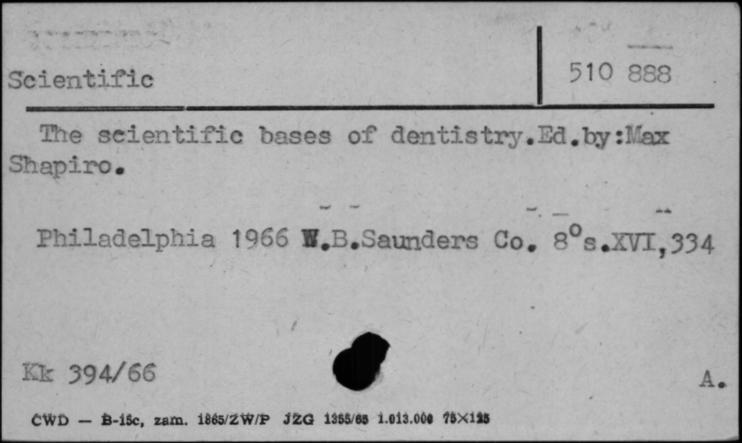 Scientific
510 888
The scientific bases of dentistry.Ed.by:Max
Shapiro.
Philadelphia 1966 W.B.Saunders Co. 8°s.XVI,334
Kk 394/66
A.
CWD — B-15c, zam. 1865/ZW/P JZG 1355/65 1.013.000 75×125